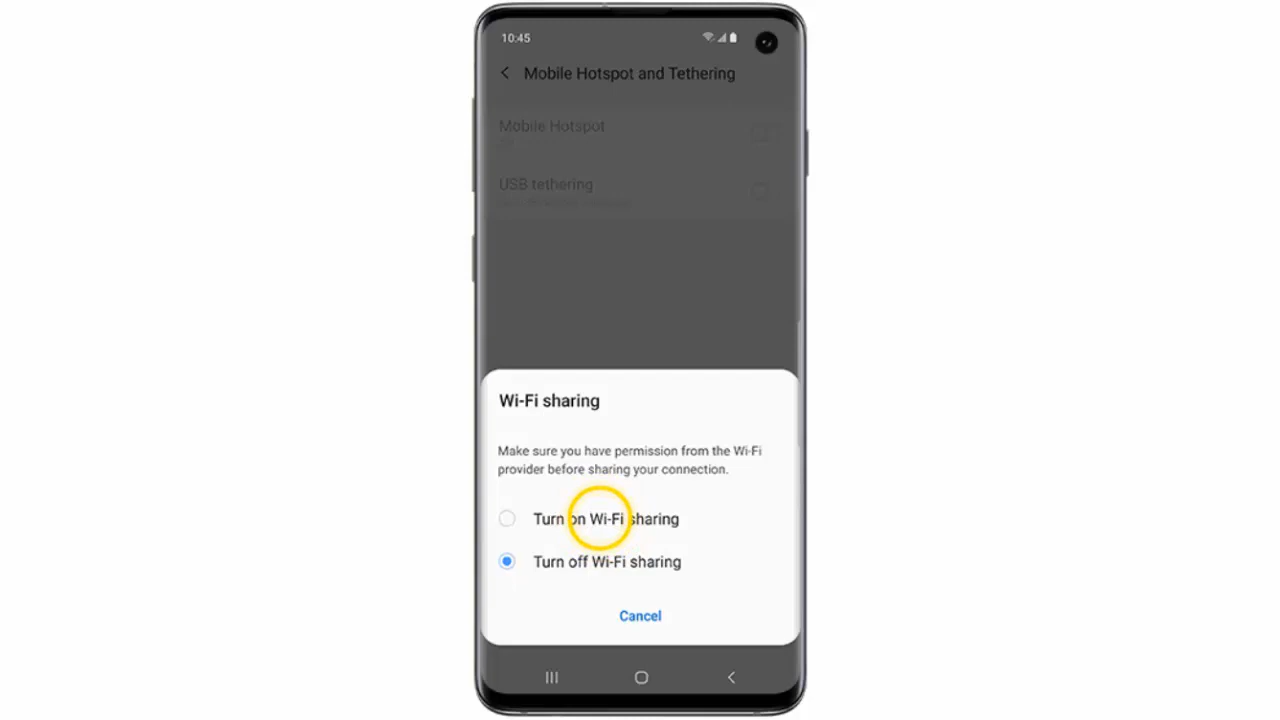 10:45
Mobile Hotspot and Tethering
Mobile Hotspot
USB tethering
Wi-Fi sharing
Make sure you have permission from the Wi-Fi
provider before sharing your connection.
Turn on Wi-Fi sharing
Turn off Wi-Fi sharing
Cancel